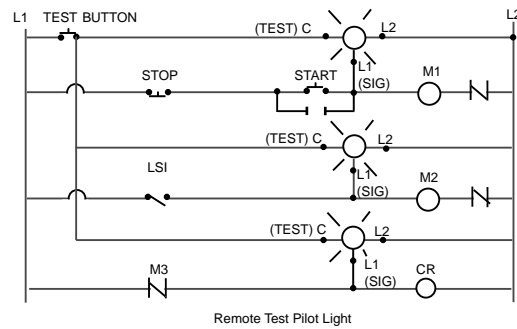 L1 TEST BUTTON L2
(TEST) C L2
L1
(SIG)
STOP START M1
(TEST) C L2
L1
(SIG)
LSI M2
(TEST) C L2
L1
(SIG)
M3 CR
Remote Test Pilot Light